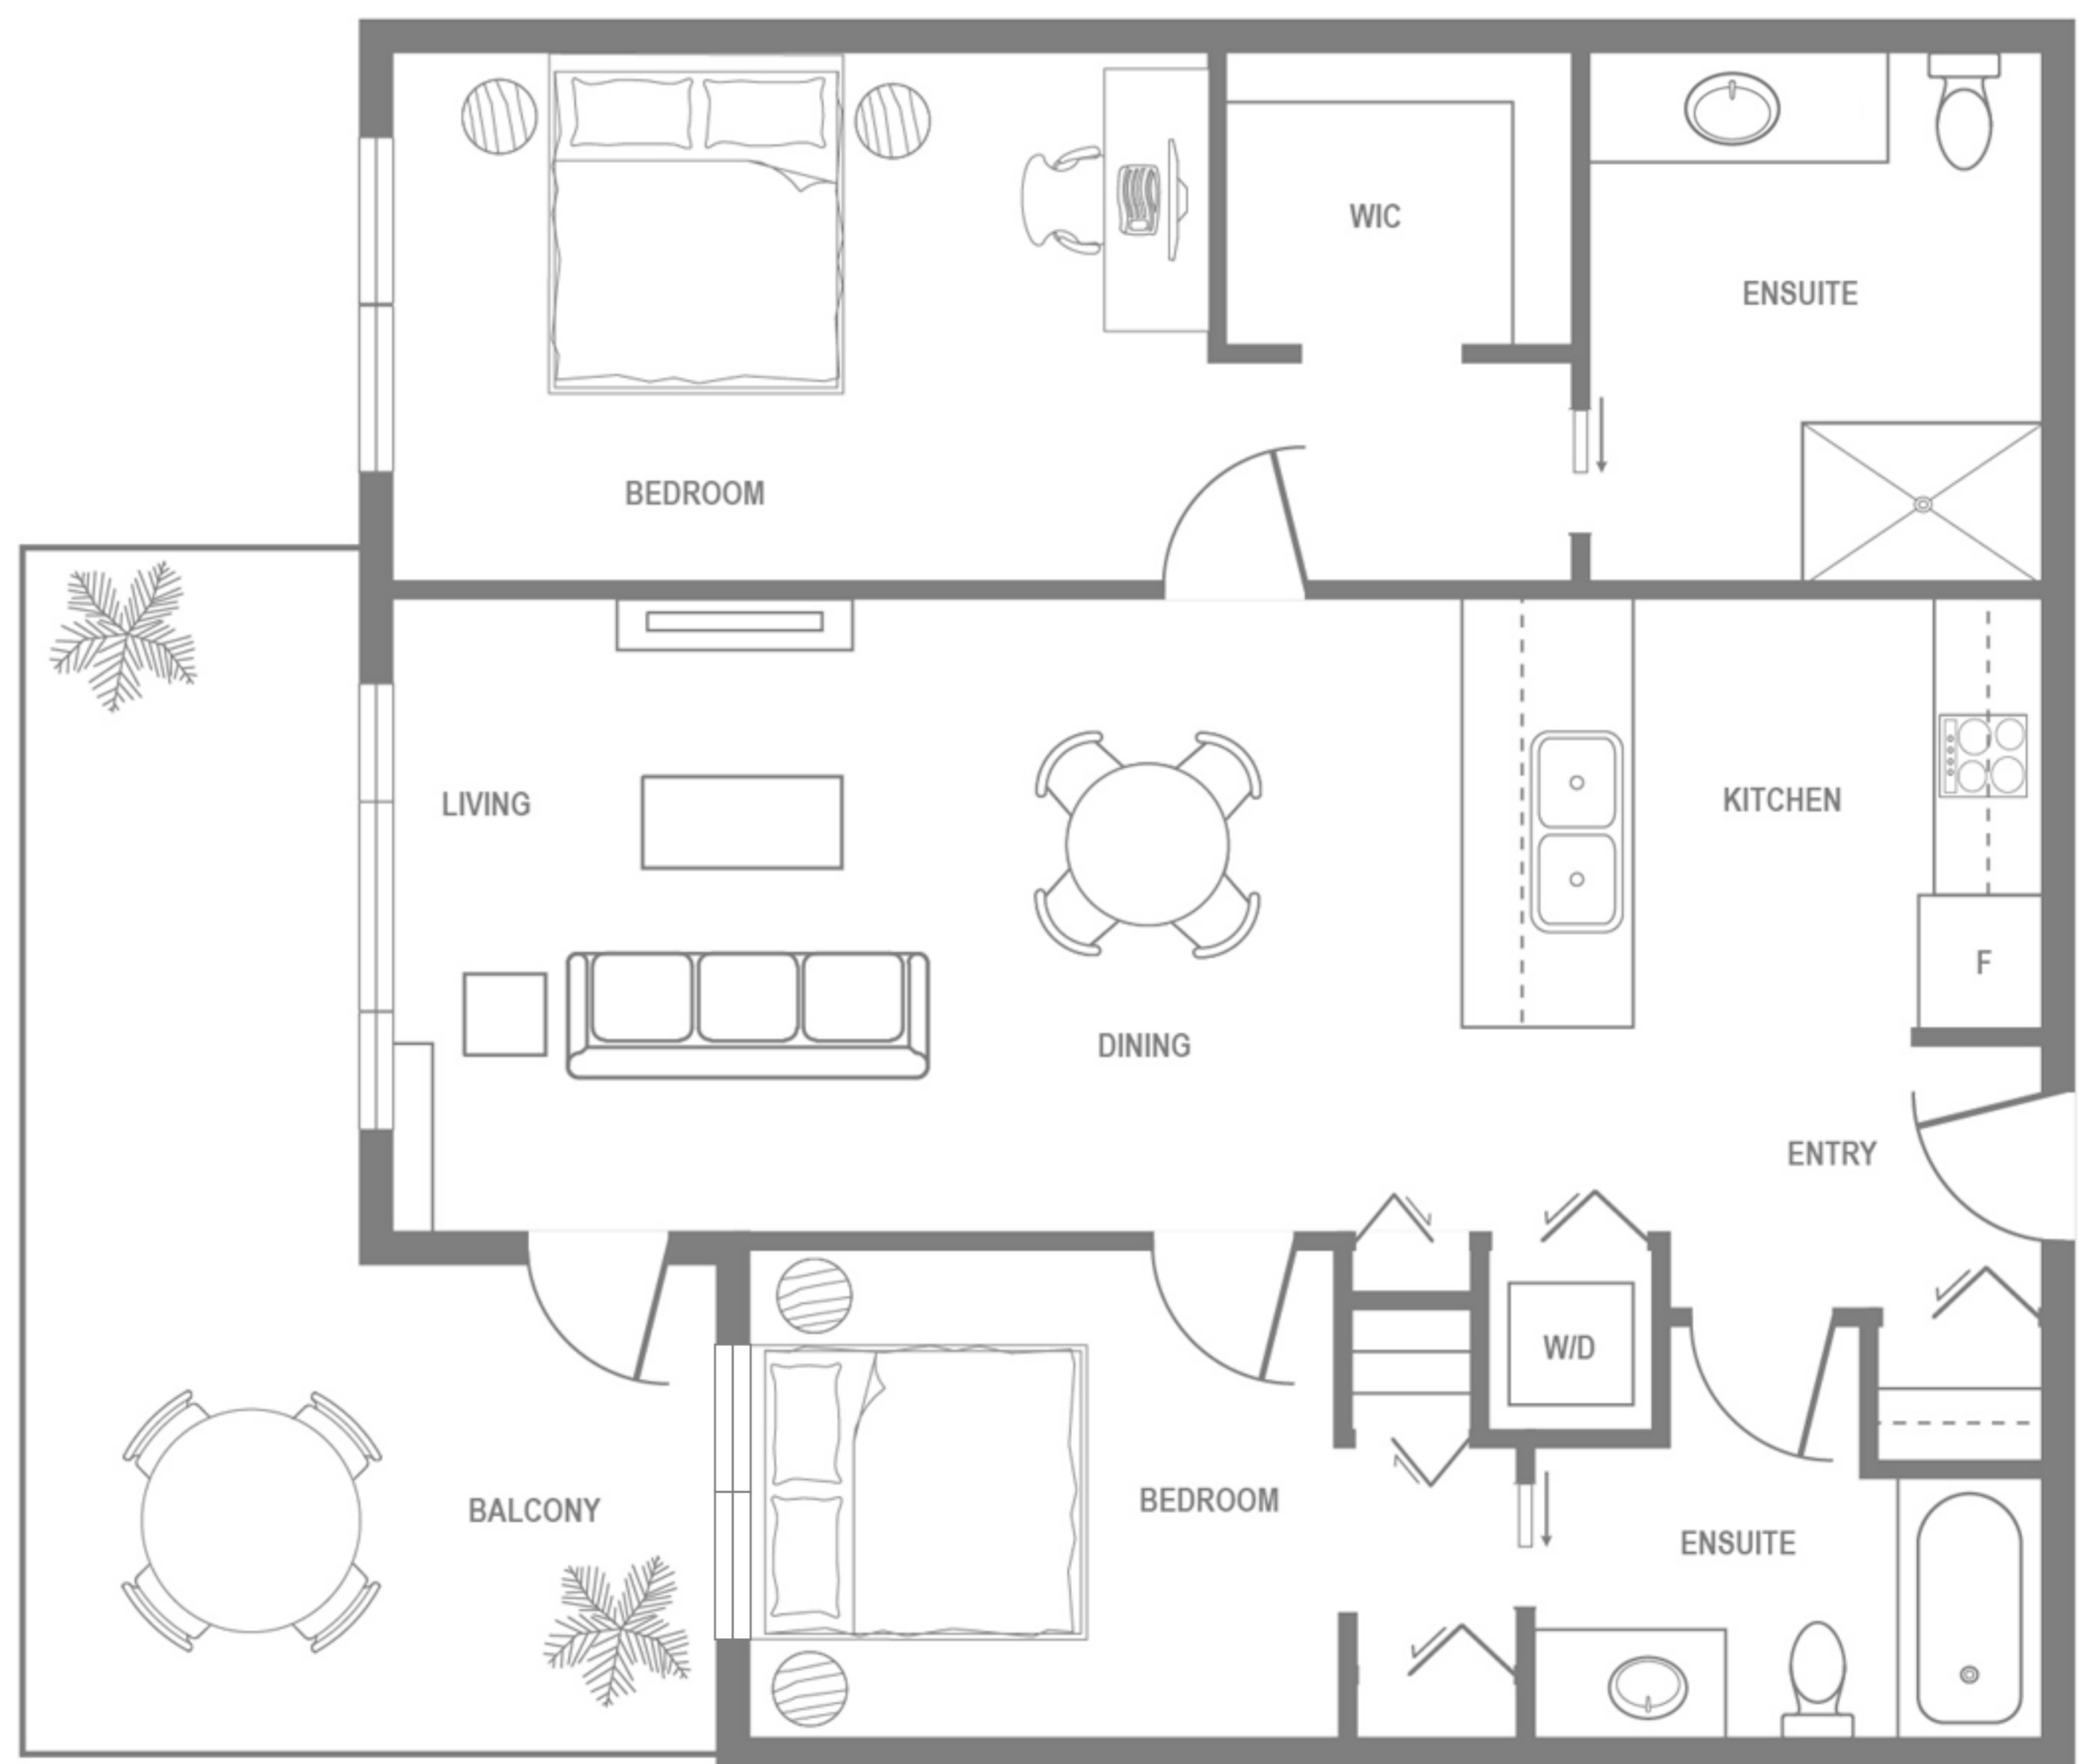 WIC
ENSUITE
BEDROOM
LIVING
KITCHEN
F
DINING
ENTRY
W/D
BEDROOM
BALCONY
ENSUITE